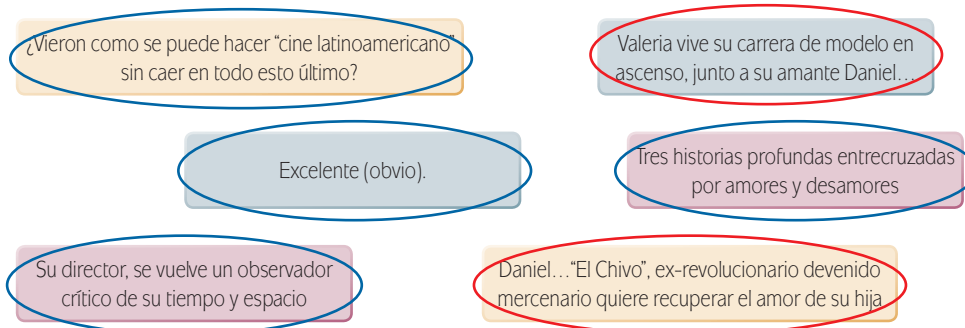 ¿Vieron como se puede hacer “cine latinoamericano”
sin caer en todo esto último?
Valeria vive su carrera de modelo en
ascenso, junto a su amante Daniel…
Excelente (obvio).
Tres historias profundas entrecruzadas
por amores y desamores
Su director, se vuelve un observador
crítico de su tiempo y espacio
Daniel…“El Chivo”, ex-revolucionario devenido
mercenario quiere recuperar el amor de su hija